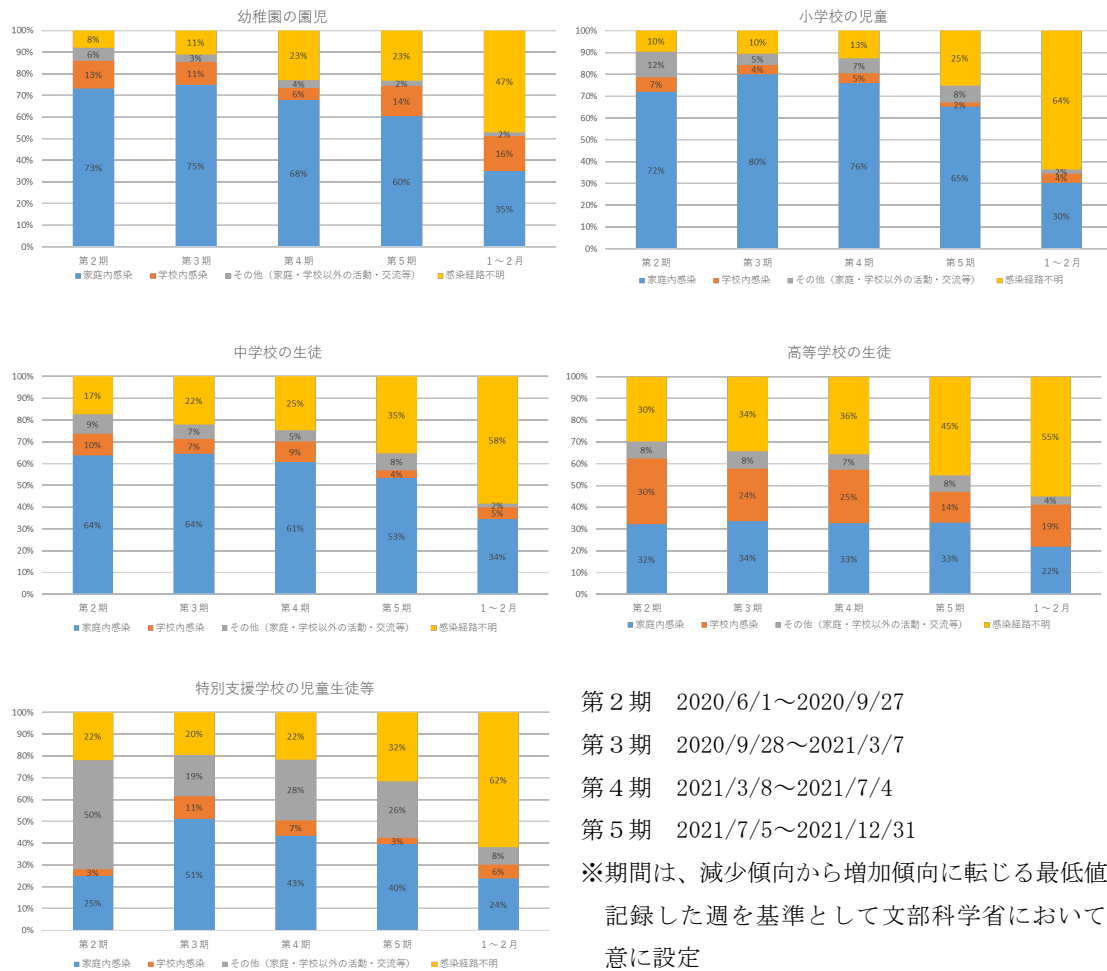 幼稚園の園児
100%
90%
80%
70%
60%
50%
40%
30%
20%
10%
0%
8% 11% 23% 23% 47%
6% 3% 4% 2% 2%
13% 11% 6% 14% 16%
73% 75% 68% 60% 35%
第2期 第3期 第4期 第5期 1～2月
家庭内感染 学校内感染 その他（家庭・学校以外の活動・交流等） 感染経路不明
小学校の児童
100%
90%
80%
70%
60%
50%
40%
30%
20%
10%
0%
10% 10% 13% 25% 64%
12% 5% 7% 8% 2%
7% 4% 5% 2% 4%
72% 80% 76% 65% 30%
第2期 第3期 第4期 第5期 1～2月
家庭内感染 学校内感染 その他（家庭・学校以外の活動・交流等） 感染経路不明
中学校の生徒
100%
90%
80%
70%
60%
50%
40%
30%
20%
10%
0%
17% 22% 25% 35% 58%
9% 7% 5% 8% 2%
10% 7% 9% 4% 5%
64% 64% 61% 53% 34%
第2期 第3期 第4期 第5期 1～2月
家庭内感染 学校内感染 その他（家庭・学校以外の活動・交流等） 感染経路不明
高等学校の生徒
100%
90%
80%
70%
60%
50%
40%
30%
20%
10%
0%
30% 34% 36% 45% 55%
8% 8% 7% 8% 4%
30% 24% 25% 14% 19%
32% 34% 33% 33% 22%
第2期 第3期 第4期 第5期 1～2月
家庭内感染 学校内感染 その他（家庭・学校以外の活動・交流等） 感染経路不明
特別支援学校の児童生徒等
100%
90%
80%
70%
60%
50%
40%
30%
20%
10%
0%
22% 20% 22% 32% 62%
50% 19% 28% 26% 8%
3% 11% 7% 3% 6%
25% 51% 43% 40% 24%
第2期 第3期 第4期 第5期 1～2月
家庭内感染 学校内感染 その他（家庭・学校以外の活動・交流等） 感染経路不明
第２期　2020/6/1～2020/9/27
第３期　2020/9/28～2021/3/7
第４期　2021/3/8～2021/7/4
第５期　2021/7/5～2021/12/31
※期間は、減少傾向から増加傾向に転じる最低値
記録した週を基準として文部科学省において
意に設定